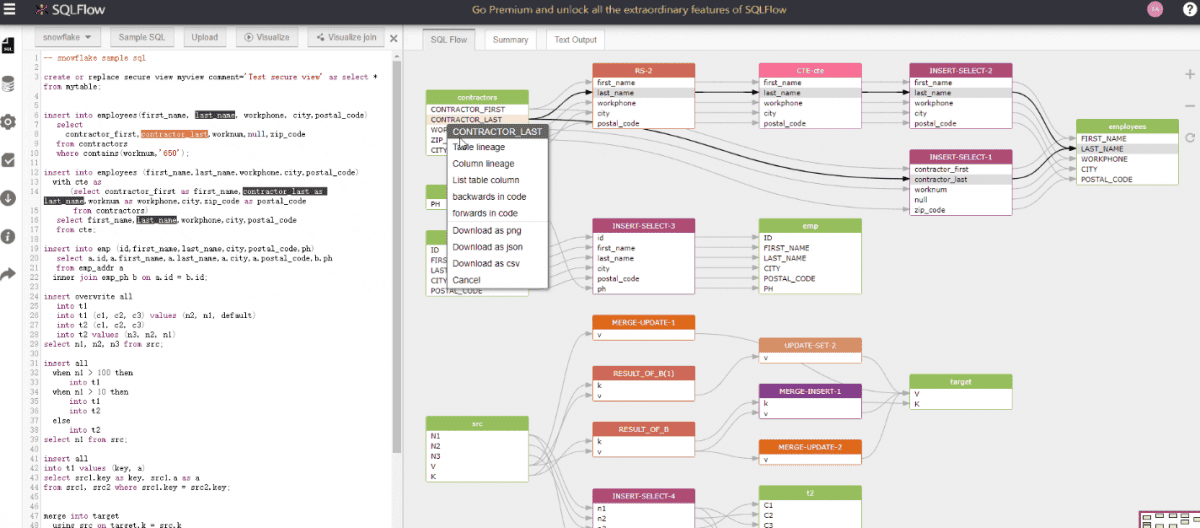 SQLFlow
Go Premium and unlock all the extraordinary features of SQLFlow
snowflake
Sample SQL
Upload
Visualize
Visualize join
1 -- snowflake sample sql
2
3 create or replace secure view myview comment='Test secure view' as select *
from mytable;
4
5
6 insert into employees(first_name, last_name, workphone, city,postal_code)
7 select
8 contractor_first,contractor_last,worknum,null,zip_code
9 from contractors
10 where contains(worknum,'650');
11
12 insert into employees (first_name,last_name,workphone,city,postal_code)
13 with cte as
14 (select contractor_first as first_name,contractor_last as
last_name,worknum as workphone,city,zip_code as postal_code
15 from contractors)
16 select first_name,last_name,workphone,city,postal_code
17 from cte;
18
19 insert into emp (id,first_name,last_name,city,postal_code,ph)
20 select a.id,a.first_name,a.last_name,a.city,a.postal_code,b.ph
21 from emp_addr a
22 inner join emp_ph b on a.id = b.id;
23
24 insert overwrite all
25 into t1
26 into t1 (c1, c2, c3) values (n2, n1, default)
27 into t2 (c1, c2, c3)
28 into t2 values (n3, n2, n1)
29 select n1, n2, n3 from src;
30
31 insert all
32 when n1 > 100 then
33 into t1
34 when n1 > 10 then
35 into t1
36 into t2
37 else
38 into t2
39 select n1 from src;
40
41 insert all
42 into t1 values (key, a)
43 select src1.key as key, src1.a as a
44 from src1, src2 where src1.key = src2.key;
45
46
47 merge into target
using src on target.k = src.k
SQL Flow
Summary
Text Output
contractors
CONTRACTOR_FIRST
CONTRACTOR_LAST
ZIP_
CITY
PH
ID
CITY
POSTAL_CODE
CONTRACTOR_LAST
Table lineage
Column lineage
List table column
backwards in code
forwards in code
Download as png
Download as json
Download as csv
Cancel
RS-2
first_name
last_name
workphone
city
postal_code
CTE-cte
first_name
last_name
workphone
city
postal_code
INSERT-SELECT-2
first_name
last_name
workphone
city
postal_code
employees
FIRST_NAME
LAST_NAME
WORKPHONE
CITY
POSTAL_CODE
INSERT-SELECT-1
contractor_first
contractor_last
worknum
null
zip_code
INSERT-SELECT-3
id
first_name
last_name
city
postal_code
ph
emp
ID
FIRST_NAME
LAST_NAME
CITY
POSTAL_CODE
PH
MERGE-UPDATE-1
v
UPDATE-SET-2
v
RESULT_OF_B(1)
k
v
MERGE-INSERT-1
k
v
target
V
K
src
N1
N2
N3
V
K
RESULT_OF_B
k
v
MERGE-UPDATE-2
v
INSERT-SELECT-4
n1
n2
t2
C1
C2
C3